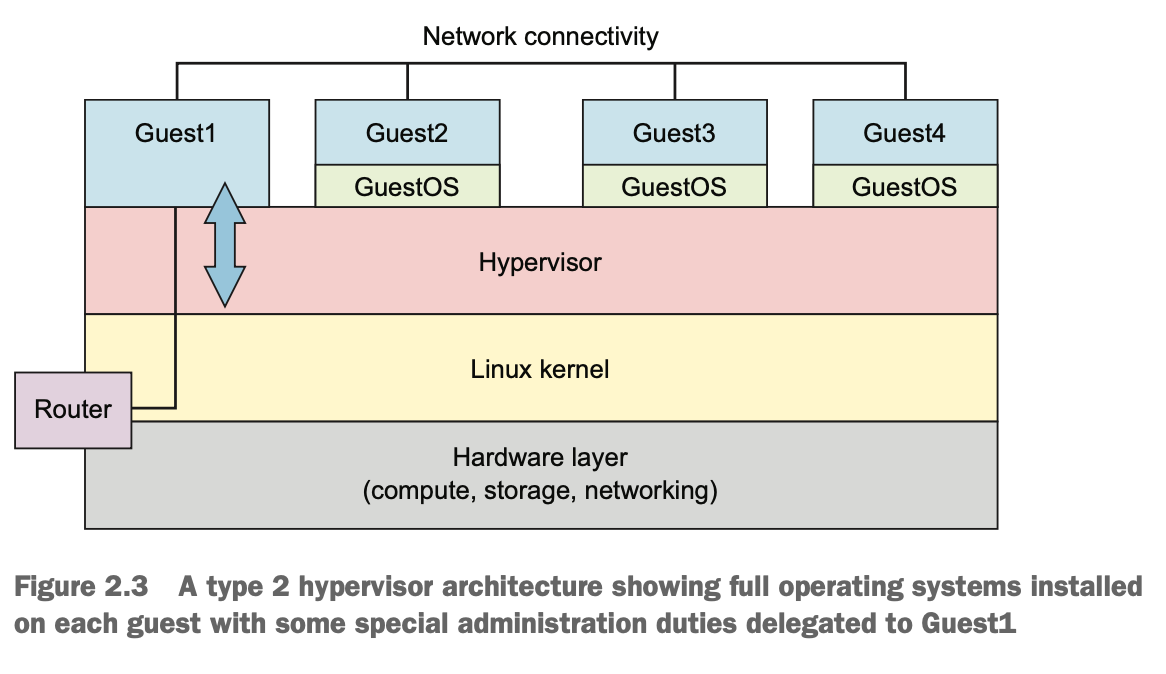 Network connectivity
Guest1
Guest2
Guest3
Guest4
GuestOS
GuestOS
GuestOS
Hypervisor
Linux kernel
Router
Hardware layer
(compute, storage, networking)
Figure 2.3 A type 2 hypervisor architecture showing full operating systems installed
on each guest with some special administration duties delegated to Guest1